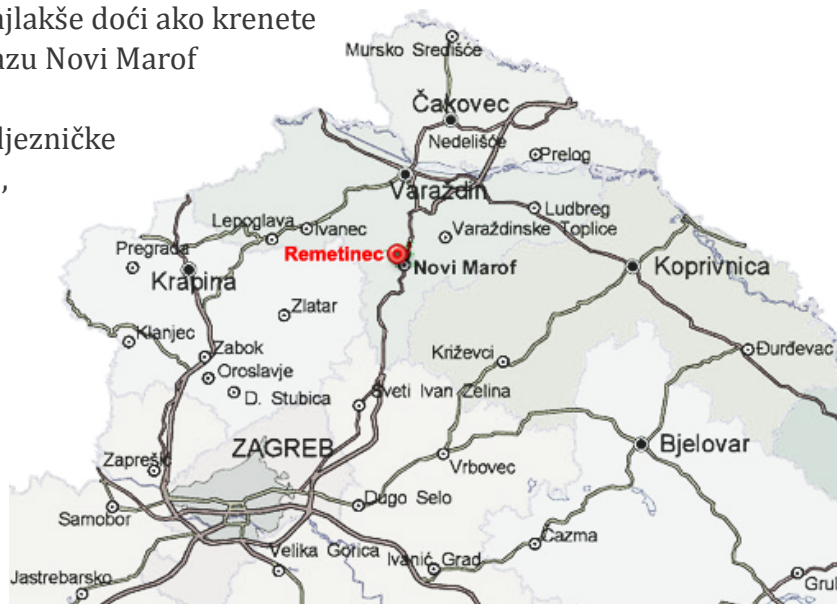 ajlakše doći ako krenete
azu Novi Marof
ljezničke
,
Mursko Središće
Čakovec
Nedelišće
Prelog
Varaždin
Ludbreg
Lepoglava
Ivanec
Varaždinske Toplice
Pregrada
Remetinec
Novi Marof
Koprivnica
Krapina
Zlatar
Klanjec
Zabok
Križevci
Đurđevac
Oroslavje
D. Stubica
Sveti Ivan Zelina
ZAGREB
Bjelovar
Zaprešić
Vrbovec
Samobor
Dugo Selo
Čazma
Velika Gorica
Ivanić Grad
Jastrebarsko
Grul